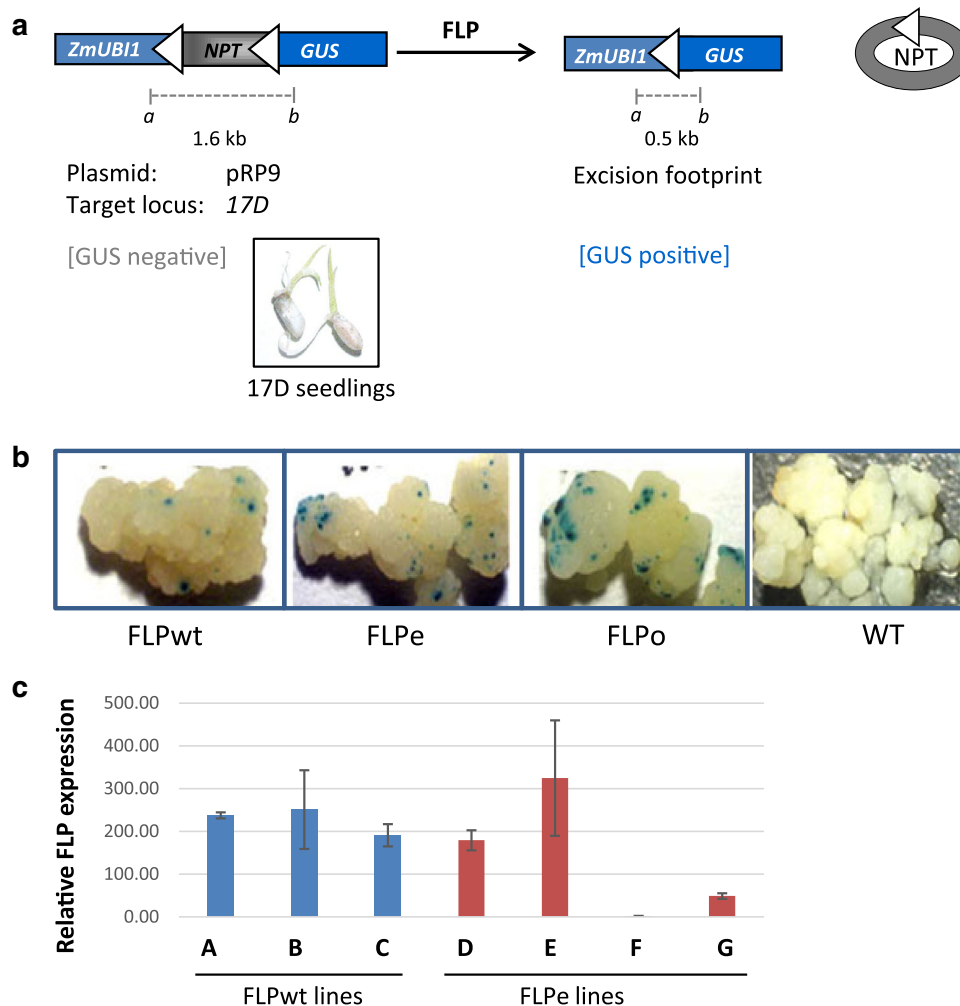 a
ZmUBI1 NPT GUS
FLP
ZmUBI1 GUS
NPT
a b
1.6 kb
a b
0.5 kb
Plasmid: pRP9
Target locus: 17D
Excision footprint
[GUS negative]
[GUS positive]
17D seedlings
b
FLPwt FLPe FLPo WT
c
Relative FLP expression
500.00
400.00
300.00
200.00
100.00
0.00
A B C D E F G
FLPwt lines FLPe lines